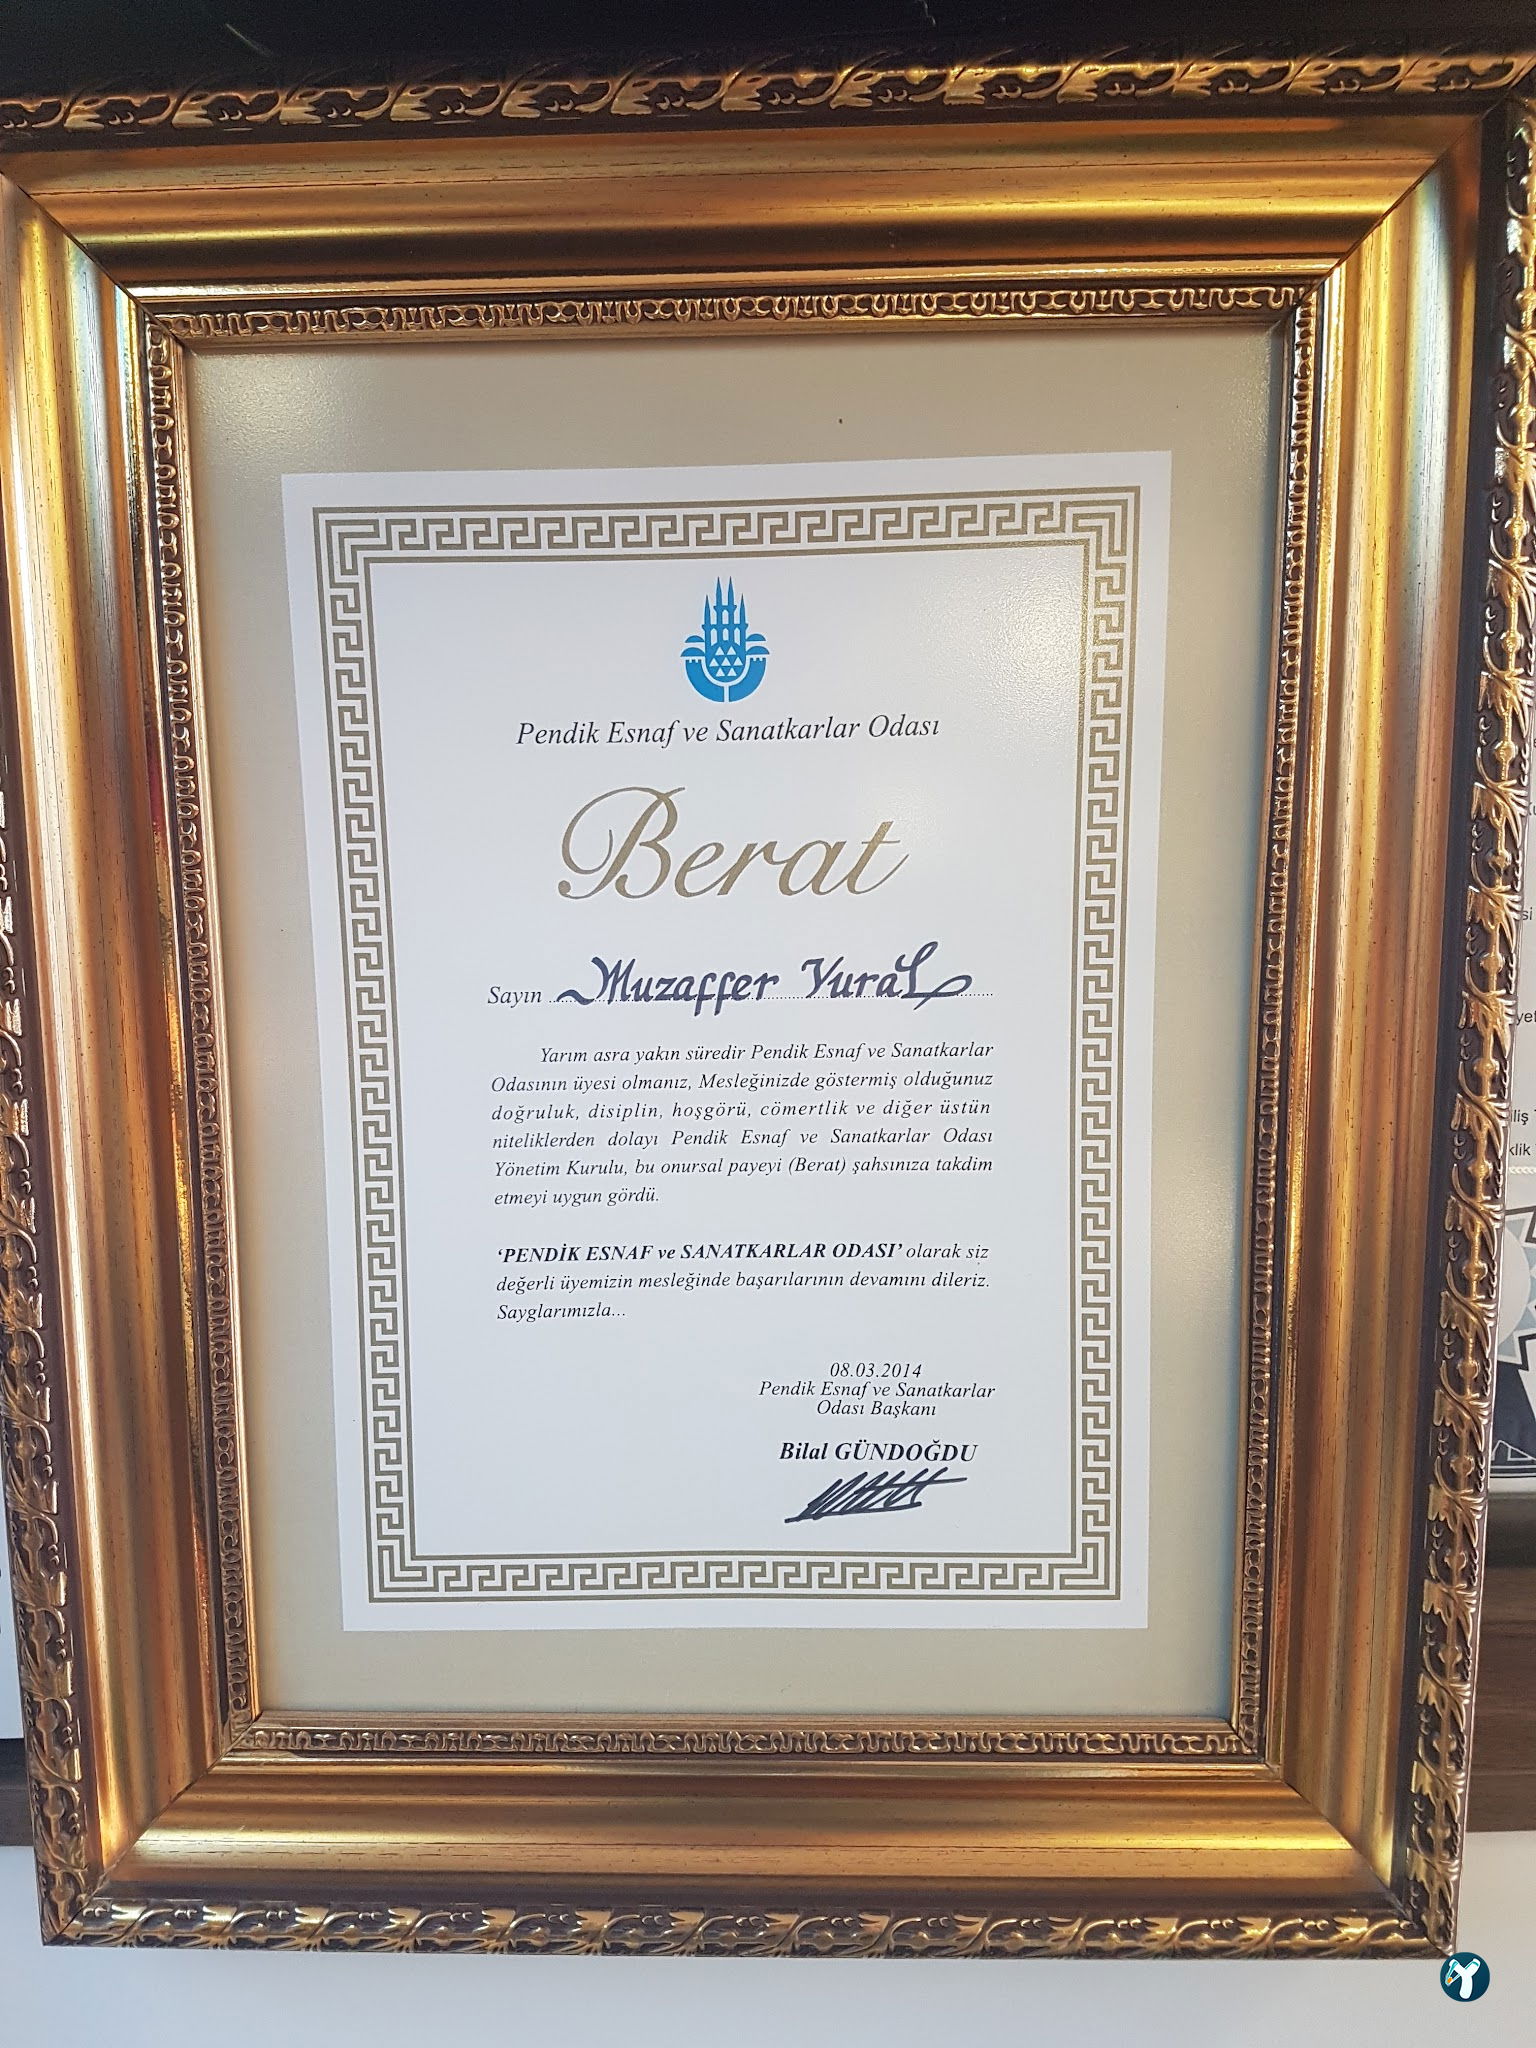 Pendik Esnaf ve Sanatkarlar Odası
Berat
Sayın Muzaffer Vural
Yarım asra yakın süredir Pendik Esnaf ve Sanatkarlar
Odasının üyesi olmanız, Mesleğinizde göstermiş olduğunuz
doğruluk, disiplin, hoşgörü, cömertlik ve diğer üstün
niteliklerden dolayı Pendik Esnaf ve Sanatkarlar Odası
Yönetim Kurulu, bu onursal payeyi (Berat) şahsınıza takdim
etmeyi uygun gördü.
‘PENDİK ESNAF ve SANATKARLAR ODASI’ olarak siz
değerli üyemizin mesleğinde başarılarının devamını dileriz.
Sayglarımızla...
08.03.2014
Pendik Esnaf ve Sanatkarlar
Odası Başkanı
Bilal GÜNDOĞDU